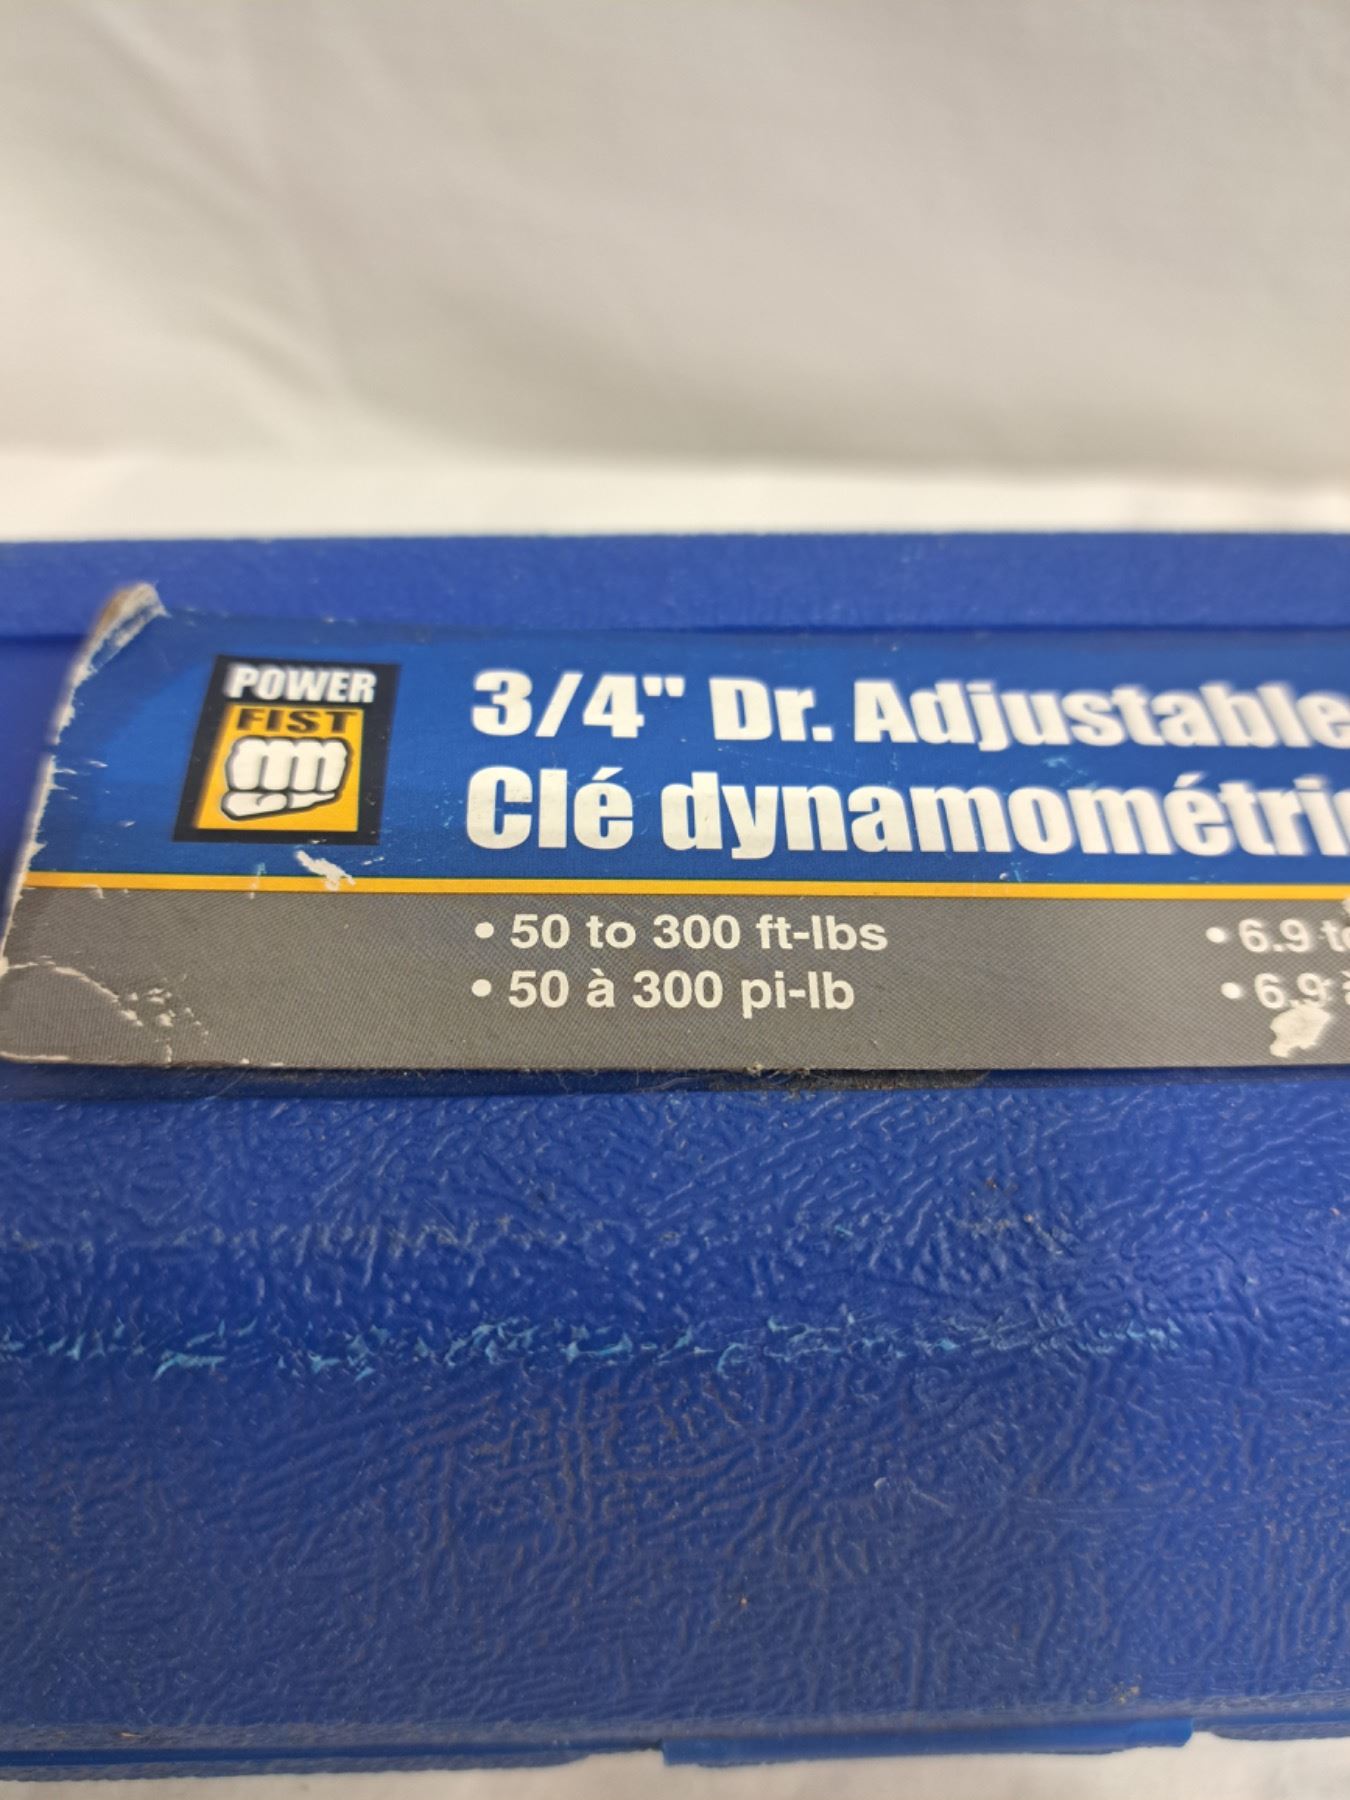 POWER
FIST
3/4" Dr. Adjustable
Clé dynamométri
• 50 to 300 ft-lbs
• 50 à 300 pi-lb
• 6.9 to
• 6.9 à